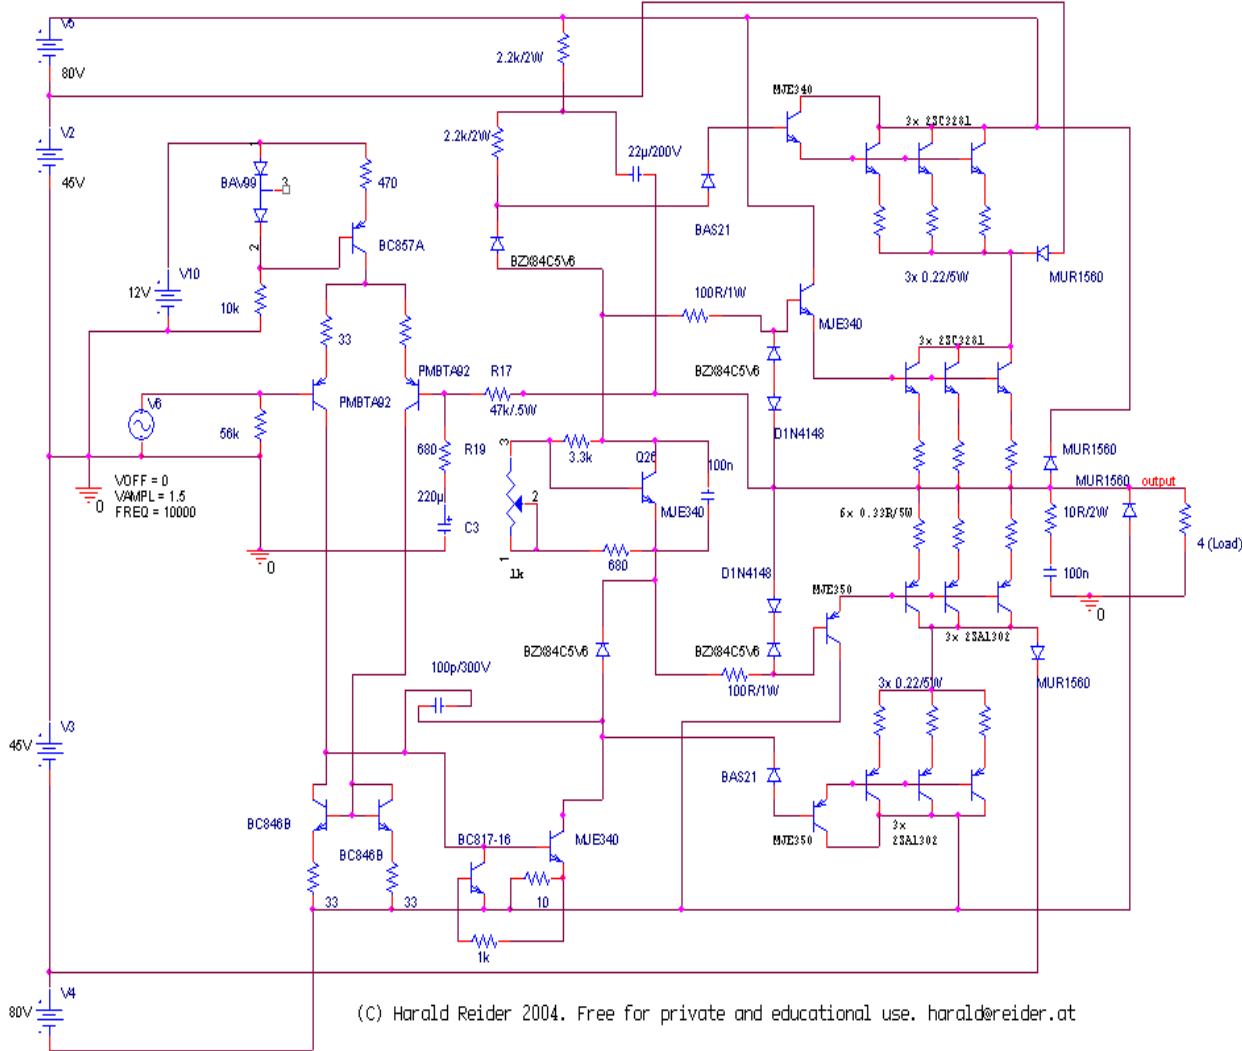 V5
80V
V2
45V
2.2k/2W
2.2k/2W
22µ/200V
MJE340
3x 2SC3281
1
BAV99
3
470
2
BC857A
BAS21
BZX84C5V6
3x 0.22/5W
MUR1560
V10
12V
10k
100R/1W
MJE340
33
3x 2SC3281
PMBTA92
R17
BZX84C5V6
V6
PMBTA92
47k/.5W
D1N4148
56k
680
R19
3
3.3k
Q26
100n
MUR1560
VOFF = 0
VAMPL = 1.5
FREQ = 10000
0
220µ
C3
2
MJE340
MUR1560
output
6x 0.33R/5W
10R/2W
4 (Load)
0
1
1k
680
D1N4148
100n
MJE350
0
BZX84C5V6
BZX84C5V6
3x 2SA1302
100p/300V
100R/1W
3x 0.22/5W
MUR1560
V3
45V
BAS21
BC846B
BC846B
BC817-16
MJE340
MJE350
3x
2SA1302
33
33
10
1k
V4
80V
(C) Harald Reider 2004. Free for private and educational use. harald@reider.at